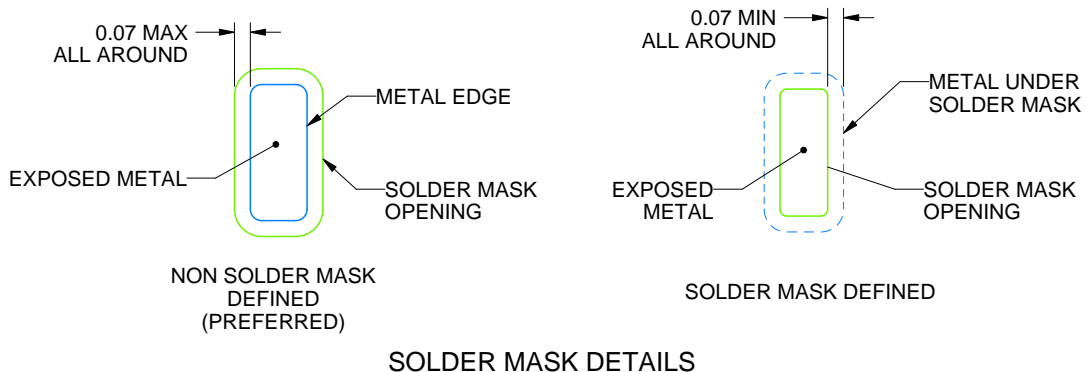 0.07 MAX
ALL AROUND
METAL EDGE
EXPOSED METAL
SOLDER MASK
OPENING
NON SOLDER MASK
DEFINED
(PREFERRED)
0.07 MIN
ALL AROUND
METAL UNDER
SOLDER MASK
EXPOSED
METAL
SOLDER MASK
OPENING
SOLDER MASK DEFINED
SOLDER MASK DETAILS